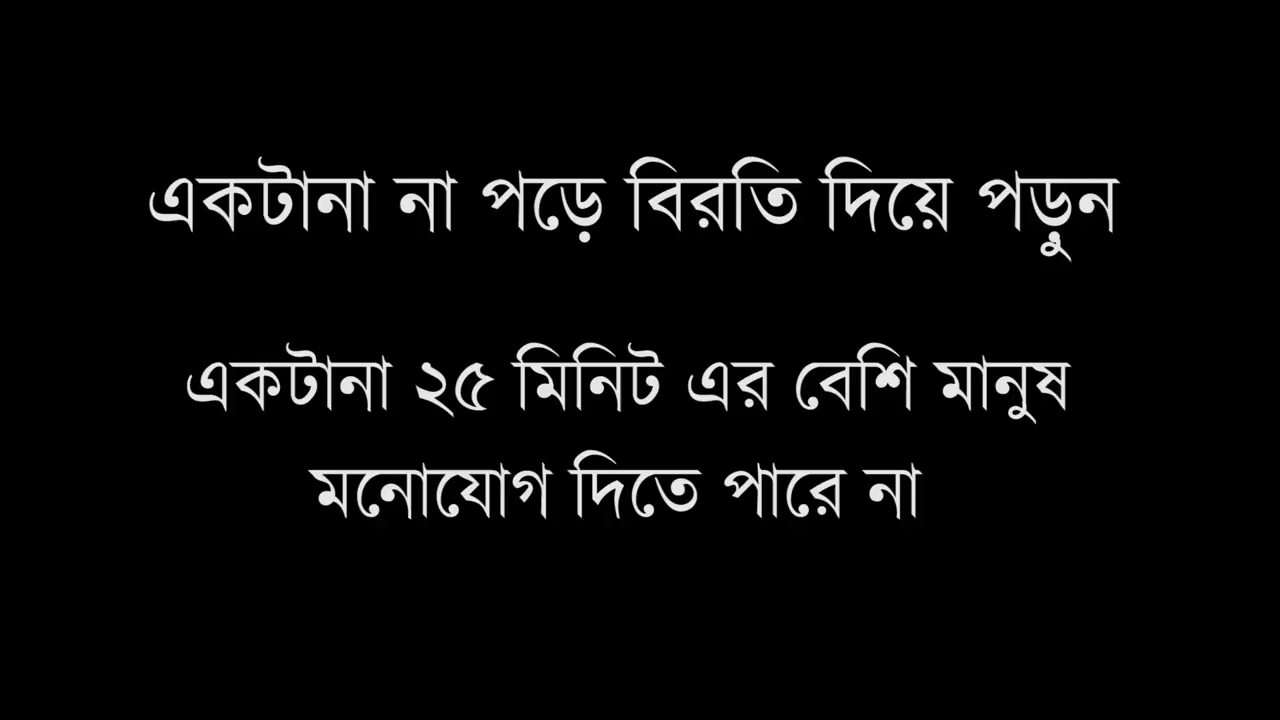 একটানা না পড়ে বিরতি দিয়ে পড়ুন
একটানা ২৫ মিনিট এর বেশি মানুষ
মনোযোগ দিতে পারে না